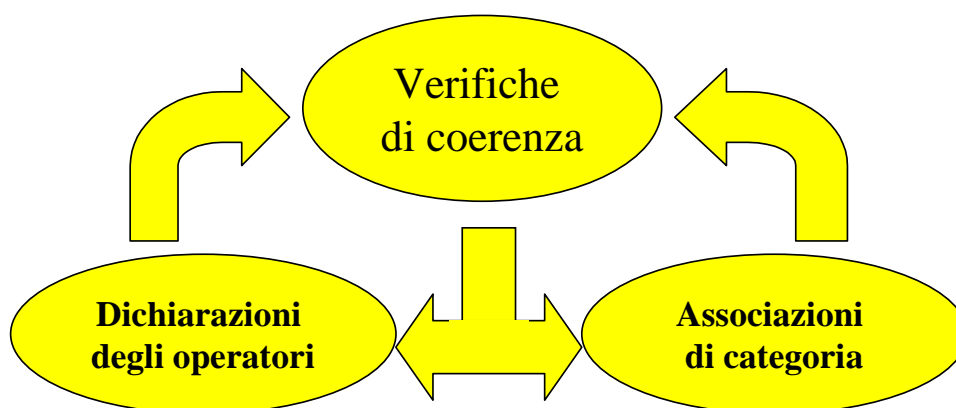 Verifiche
di coerenza
Dichiarazioni
degli operatori
Associazioni
di categoria